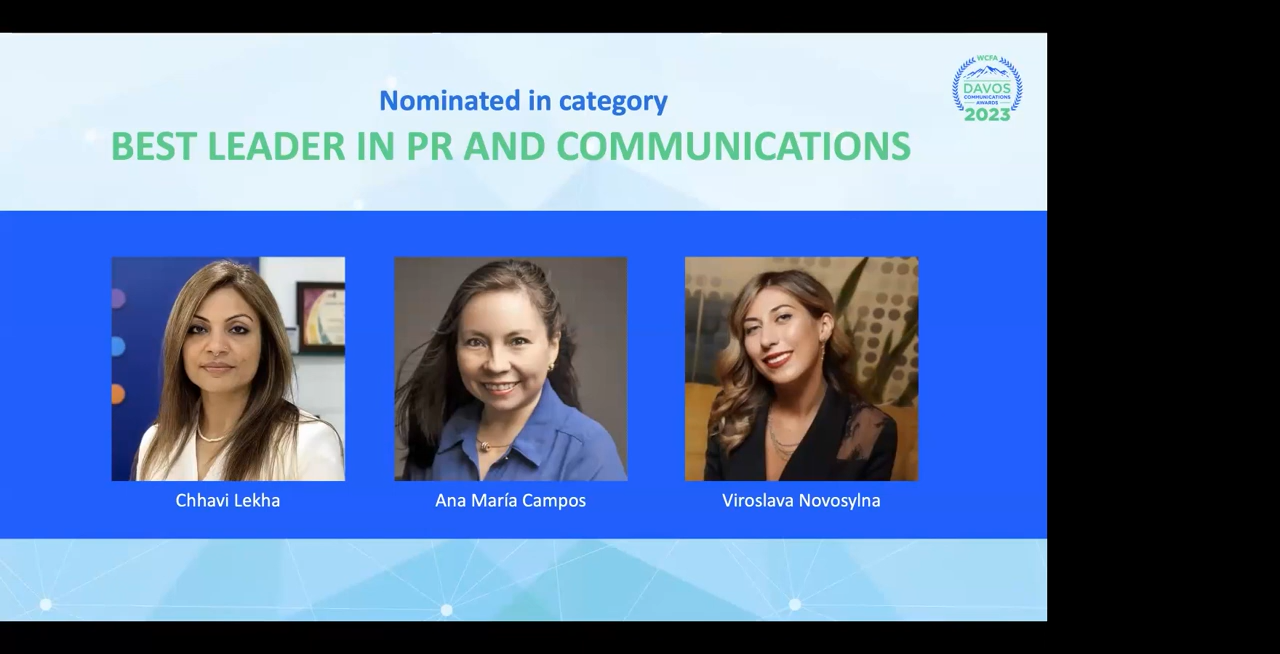 WCFA
DAVOS
COMMUNICATIONS
AWARDS
2023
Nominated in category
BEST LEADER IN PR AND COMMUNICATIONS
Chhavi Lekha
Ana María Campos
Viroslava Novosylna